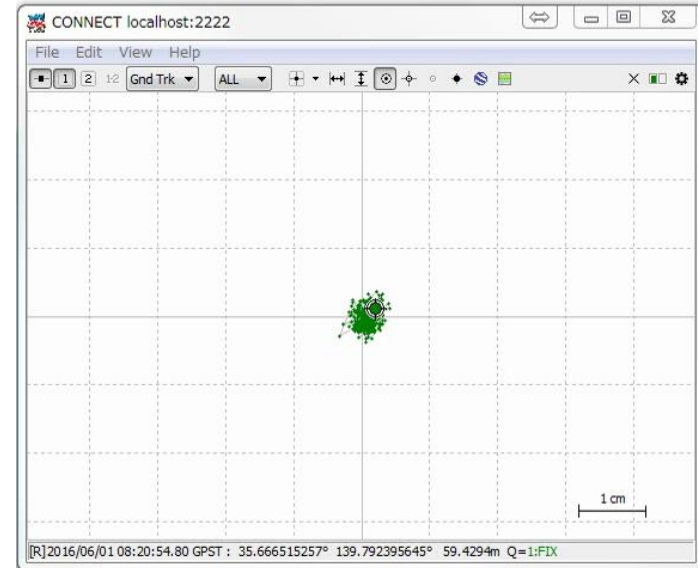 CONNECT localhost:2222
File Edit View Help
1 2 1-2 Gnd Trk ALL
1 cm
[R]2016/06/01 08:20:54.80 GPST : 35.666515257° 139.792395645° 59.4294m Q=1:FIX